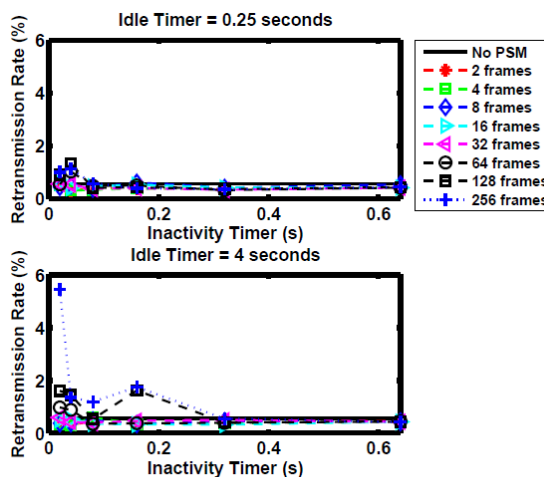 Idle Timer = 0.25 seconds
Retransmission Rate (%)
6
4
2
0
0
0.2
0.4
0.6
Inactivity Timer (s)
No PSM
2 frames
4 frames
8 frames
16 frames
32 frames
64 frames
128 frames
256 frames
Idle Timer = 4 seconds
Retransmission Rate (%)
6
4
2
0
0
0.2
0.4
0.6
Inactivity Timer (s)